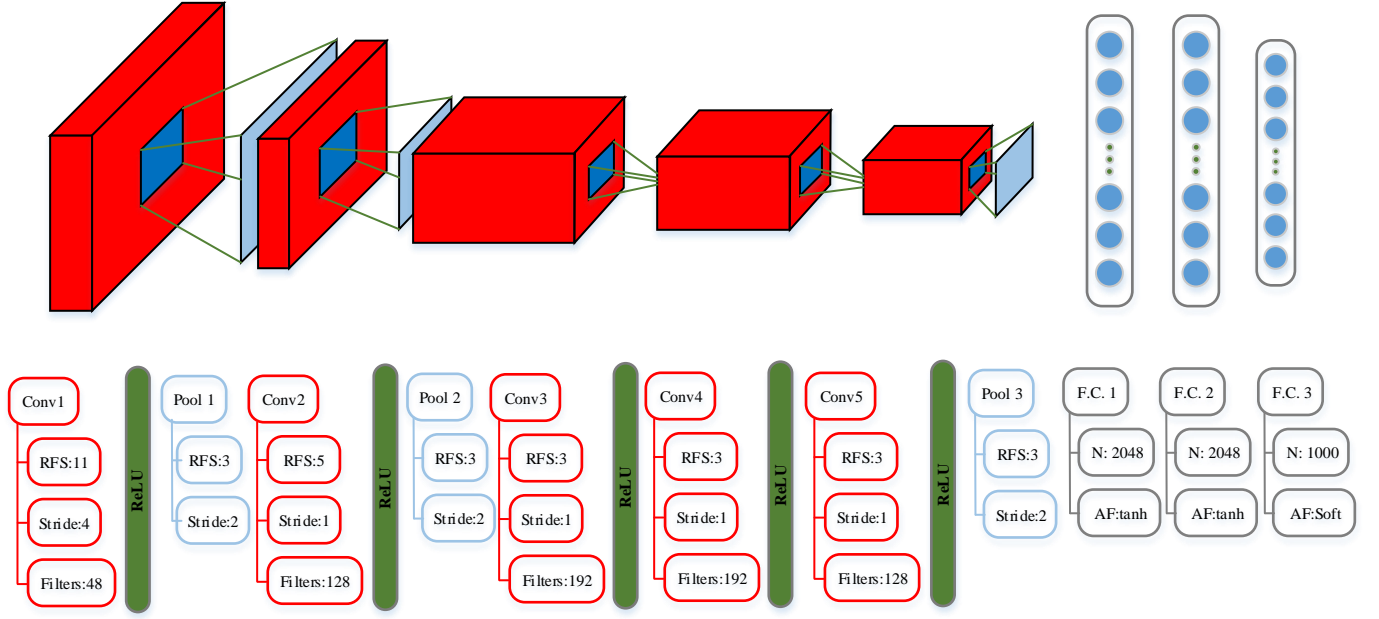 Conv1
RFS:11
Stride:4
Filters:48
ReLU
Pool 1
RFS:3
Stride:2
Conv2
RFS:5
Stride:1
Filters:128
ReLU
Pool 2
RFS:3
Stride:2
Conv3
RFS:3
Stride:1
Filters:192
ReLU
Conv4
RFS:3
Stride:1
Filters:192
ReLU
Conv5
RFS:3
Stride:1
Filters:128
ReLU
Pool 3
RFS:3
Stride:2
F.C. 1
N: 2048
AF:tanh
F.C. 2
N: 2048
AF:tanh
F.C. 3
N: 1000
AF:Soft